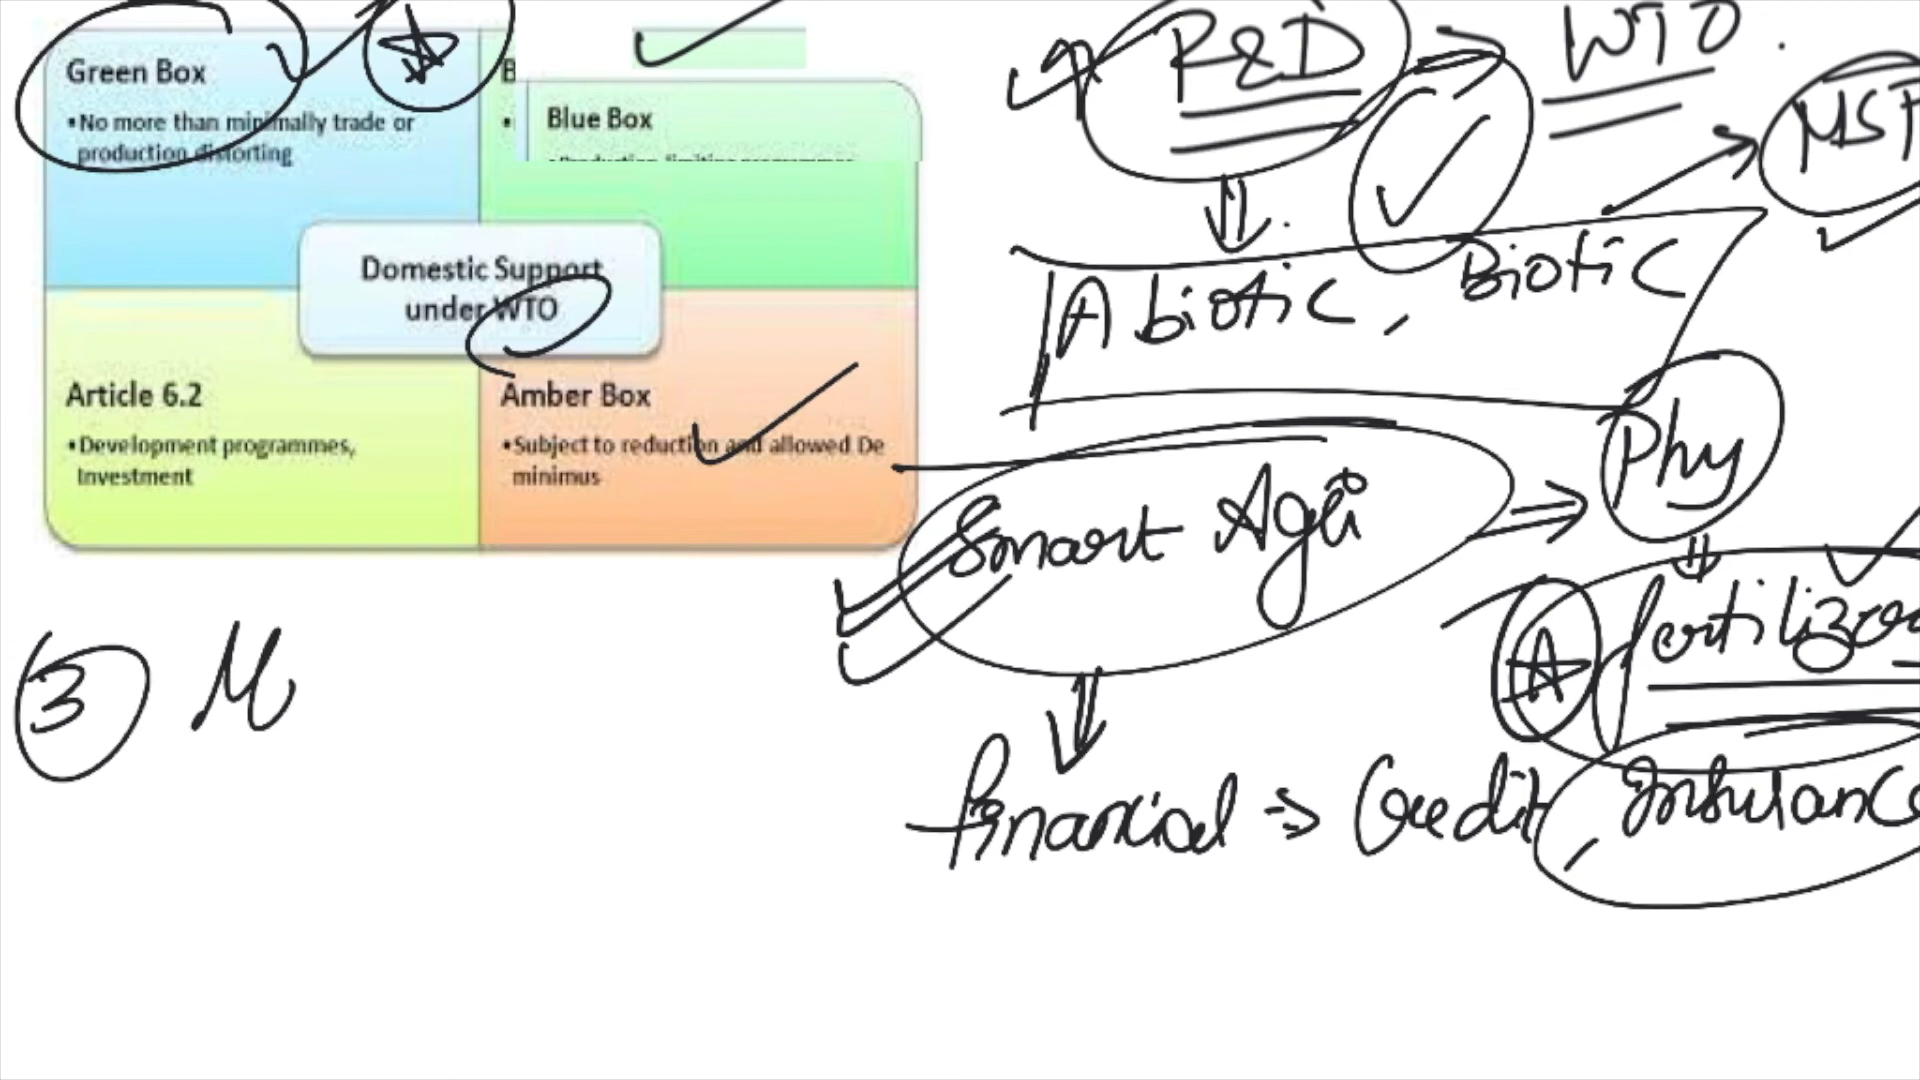 Green Box
•No more than minimally trade or
production distorting
B
•
Blue Box
Domestic Support
under WTO
Article 6.2
•Development programmes,
Investment
Amber Box
•Subject to reduction and allowed De
minimus
R&D → WTO
MSP
Abiotic, Biotic
Smart Agri ⇒ Phy
fertilizer
Financial ⇒ Credit, Insurance
3 M